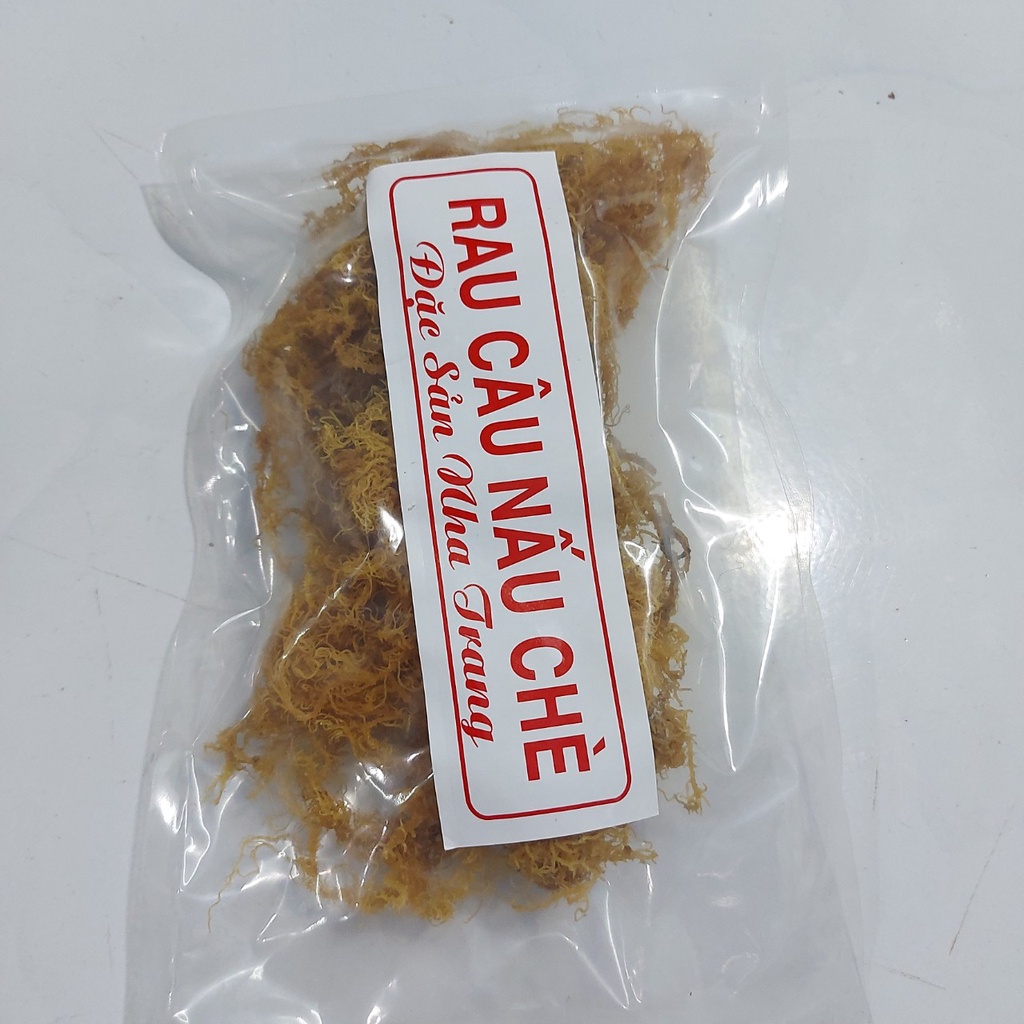 RAU CÂU NẤU CHÈ
Đặc Sản Nha Trang